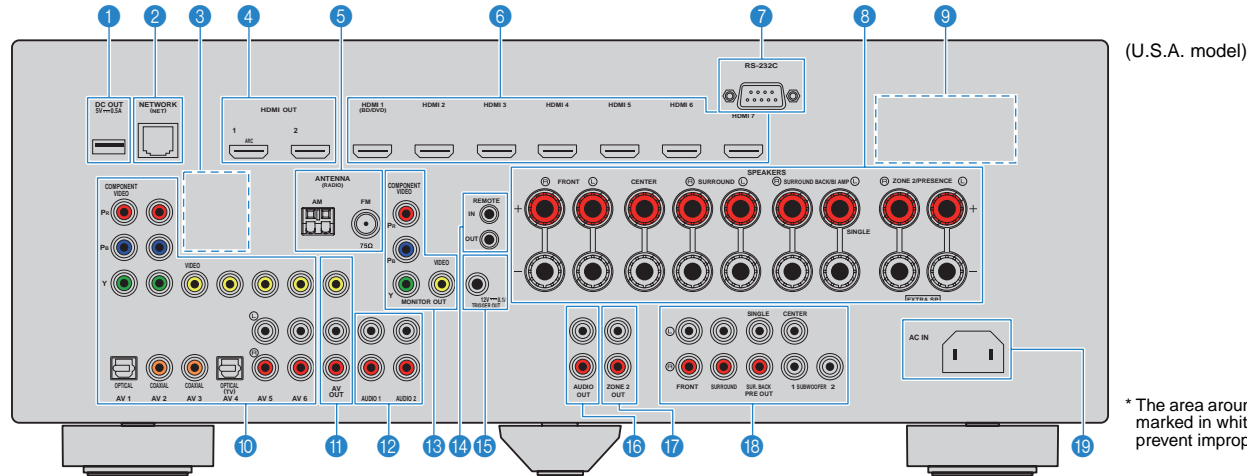 1 2 3 4 5 6 7 8 9
(U.S.A. model)
RS-232C
DC OUT
5V 0.5A
NETWORK
(NET)
HDMI OUT
1 ARC 2
HDMI 1
(BD/DVD)
HDMI 2
HDMI 3
HDMI 4
HDMI 5
HDMI 6
HDMI 7
ANTENNA
(RADIO)
AM
FM
75Ω
COMPONENT
VIDEO
PR
PB
Y
VIDEO
COMPONENT
VIDEO
PR
PB
Y
VIDEO
MONITOR OUT
REMOTE
IN
OUT
12V 0.1
TRIGGER OUT
SPEAKERS
R FRONT L
CENTER
R SURROUND L
R SURROUND BACK/BI AMP L
R ZONE 2/PRESENCE L
+ +
SINGLE
– –
EXTRA SP
L
R
OPTICAL
AV 1
COAXIAL
AV 2
COAXIAL
AV 3
OPTICAL
(TV)
AV 4
AV 5
AV 6
AV
OUT
AUDIO 1
AUDIO 2
AUDIO
OUT
ZONE 2
OUT
SINGLE CENTER
L
R
FRONT
SURROUND
SUR. BACK
1 SUBWOOFER 2
PRE OUT
AC IN
* The area aroun
marked in whit
prevent improp
10 11 12 13 14 15 16 17 18 19